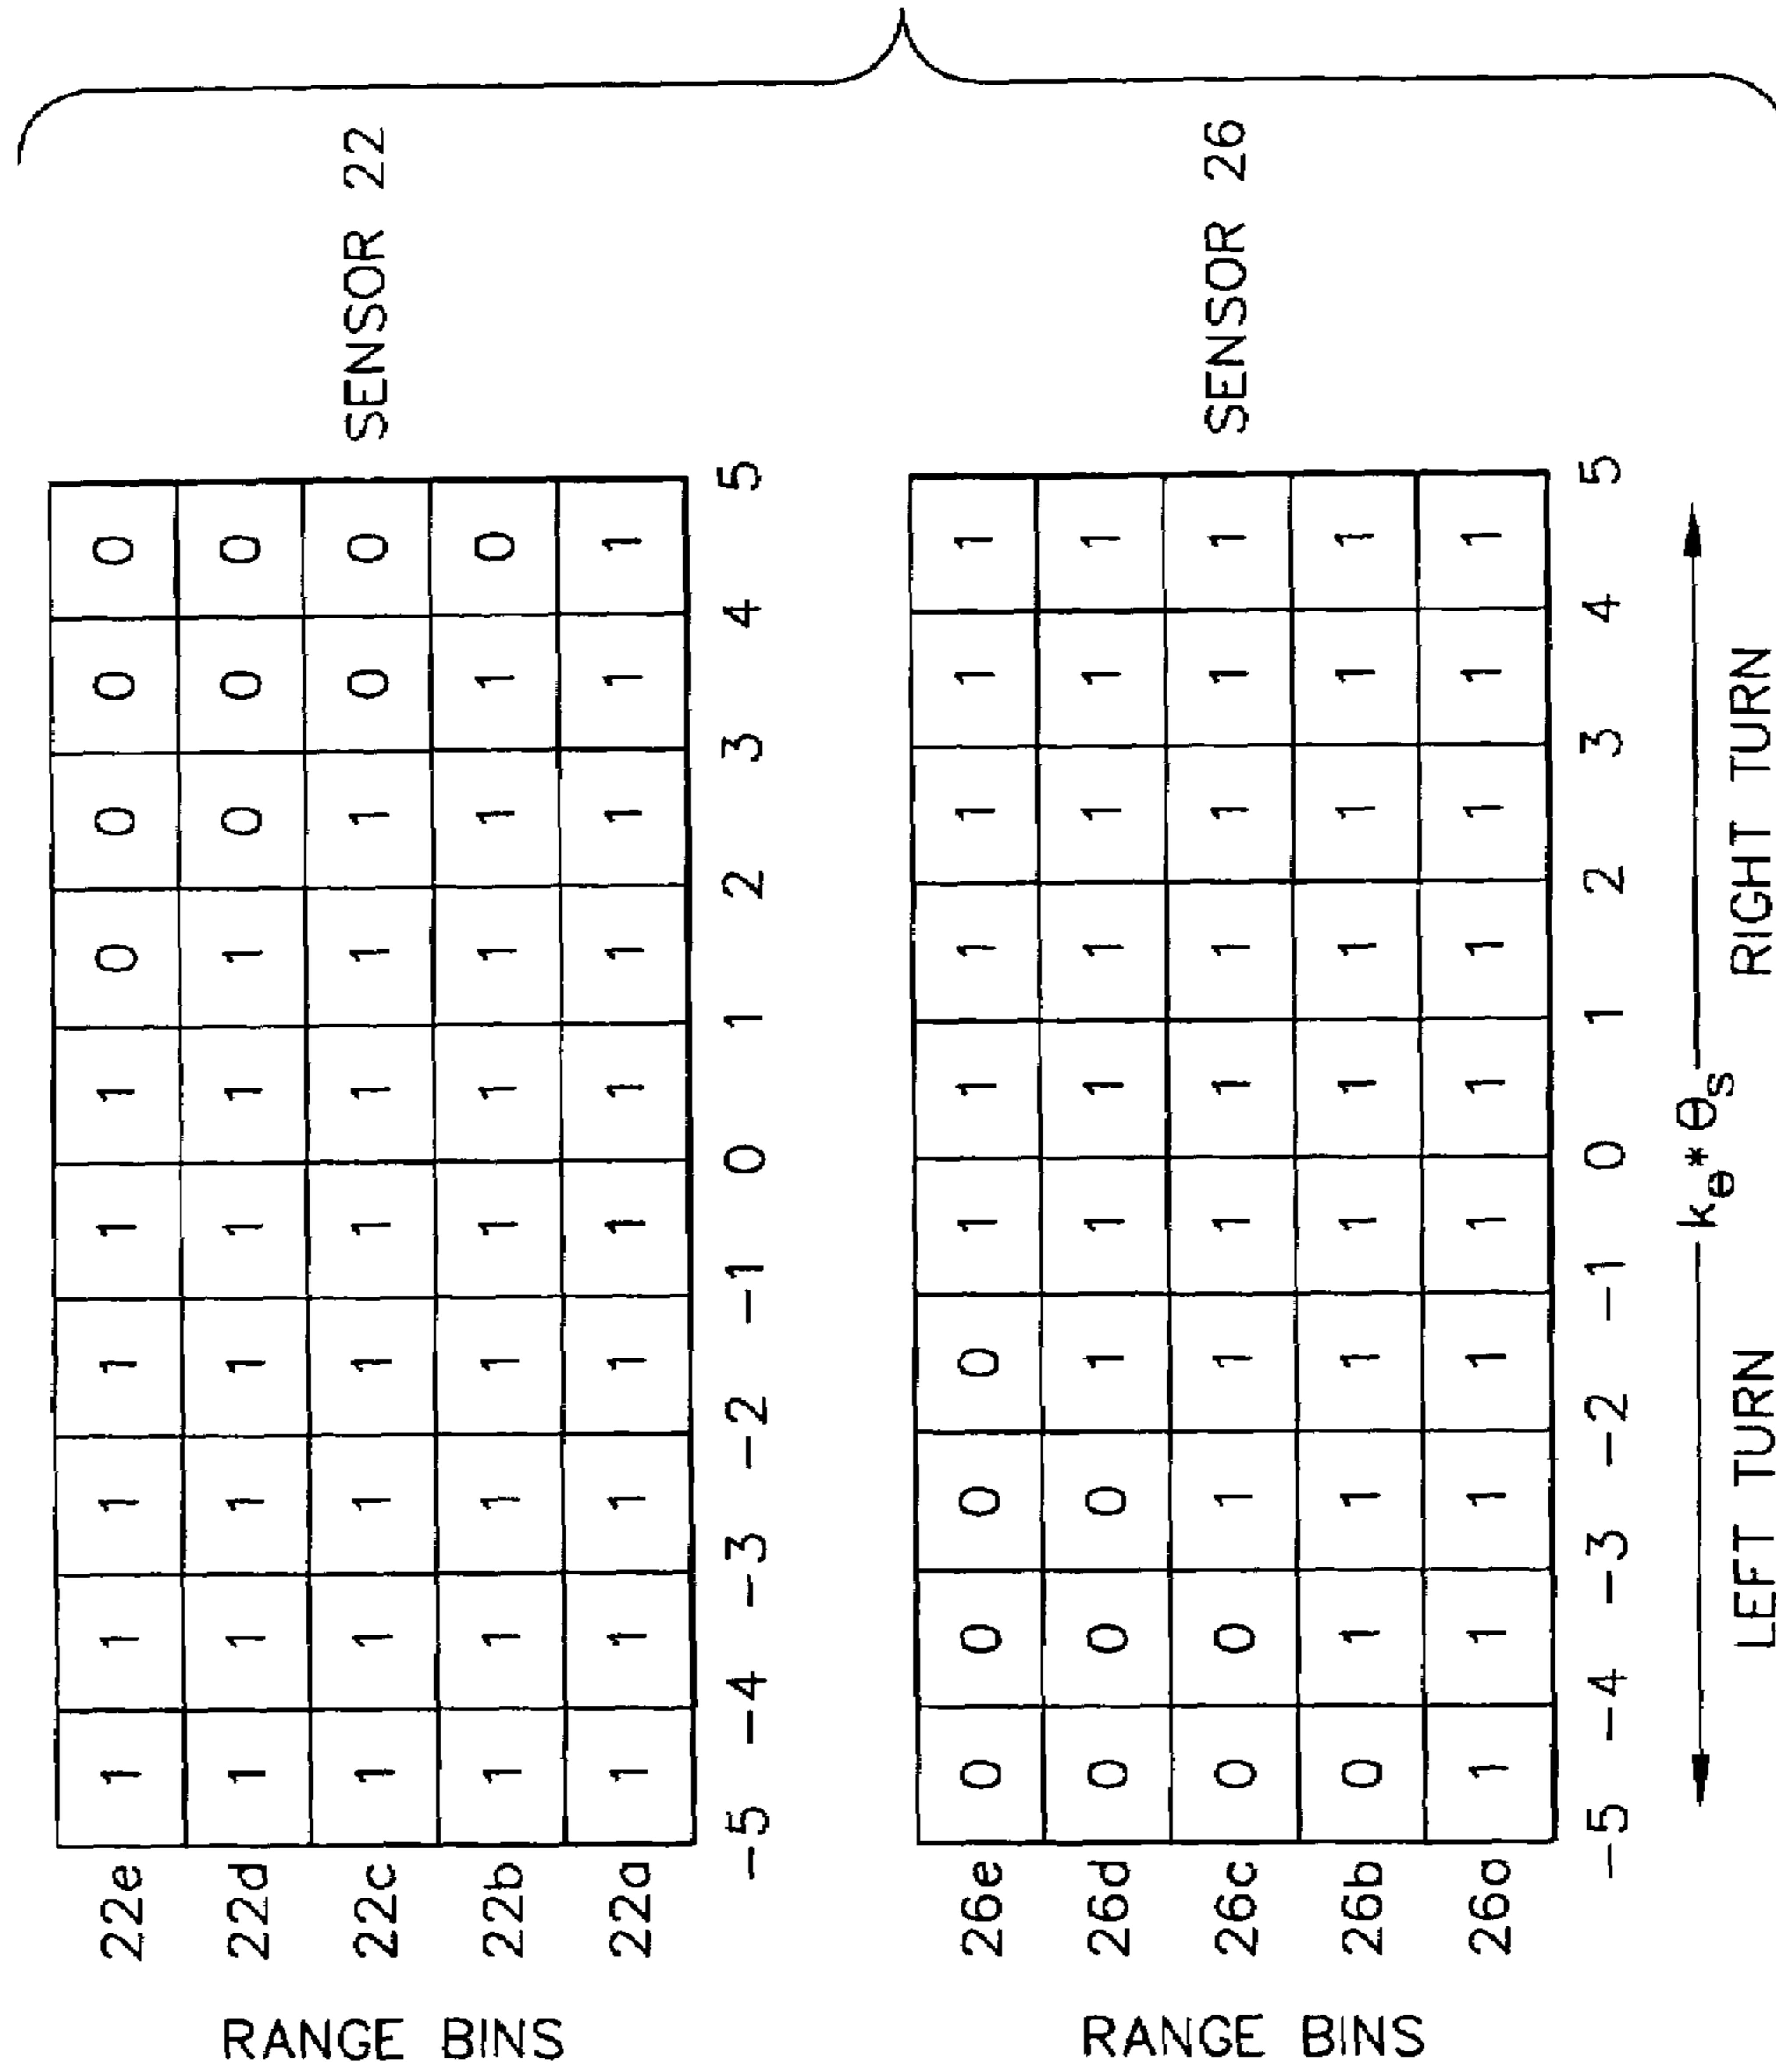 SENSOR 22
RANGE BINS
22e 1 1 1 1 1 1 0 0 0 0
22d 1 1 1 1 1 1 1 0 0 0
22c 1 1 1 1 1 1 1 1 0 0
22b 1 1 1 1 1 1 1 1 1 0
22a 1 1 1 1 1 1 1 1 1 1
-5 -4 -3 -2 -1 0 1 2 3 4 5
SENSOR 26
RANGE BINS
26e 0 0 0 0 1 1 1 1 1 1
26d 0 0 0 1 1 1 1 1 1 1
26c 0 0 1 1 1 1 1 1 1 1
26b 0 1 1 1 1 1 1 1 1 1
26a 1 1 1 1 1 1 1 1 1 1
-5 -4 -3 -2 -1 0 1 2 3 4 5
kθ*θs
LEFT TURN RIGHT TURN